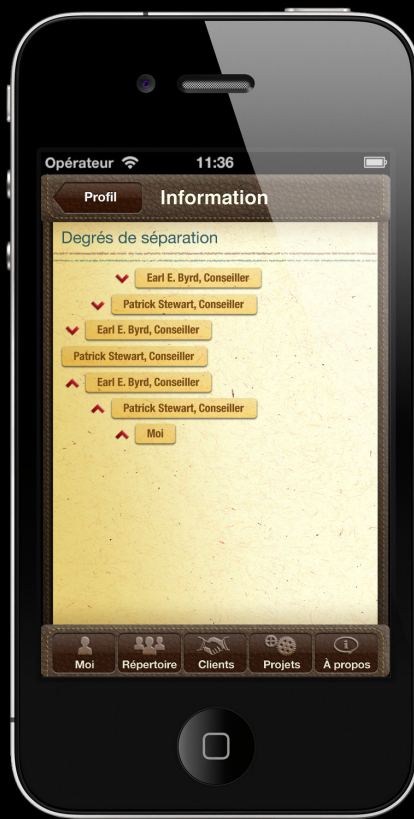 Opérateur 11:36
Profil Information
Degrés de séparation
Earl E. Byrd, Conseiller
Patrick Stewart, Conseiller
Earl E. Byrd, Conseiller
Patrick Stewart, Conseiller
Earl E. Byrd, Conseiller
Patrick Stewart, Conseiller
Moi
Moi Répertoire Clients Projets À propos